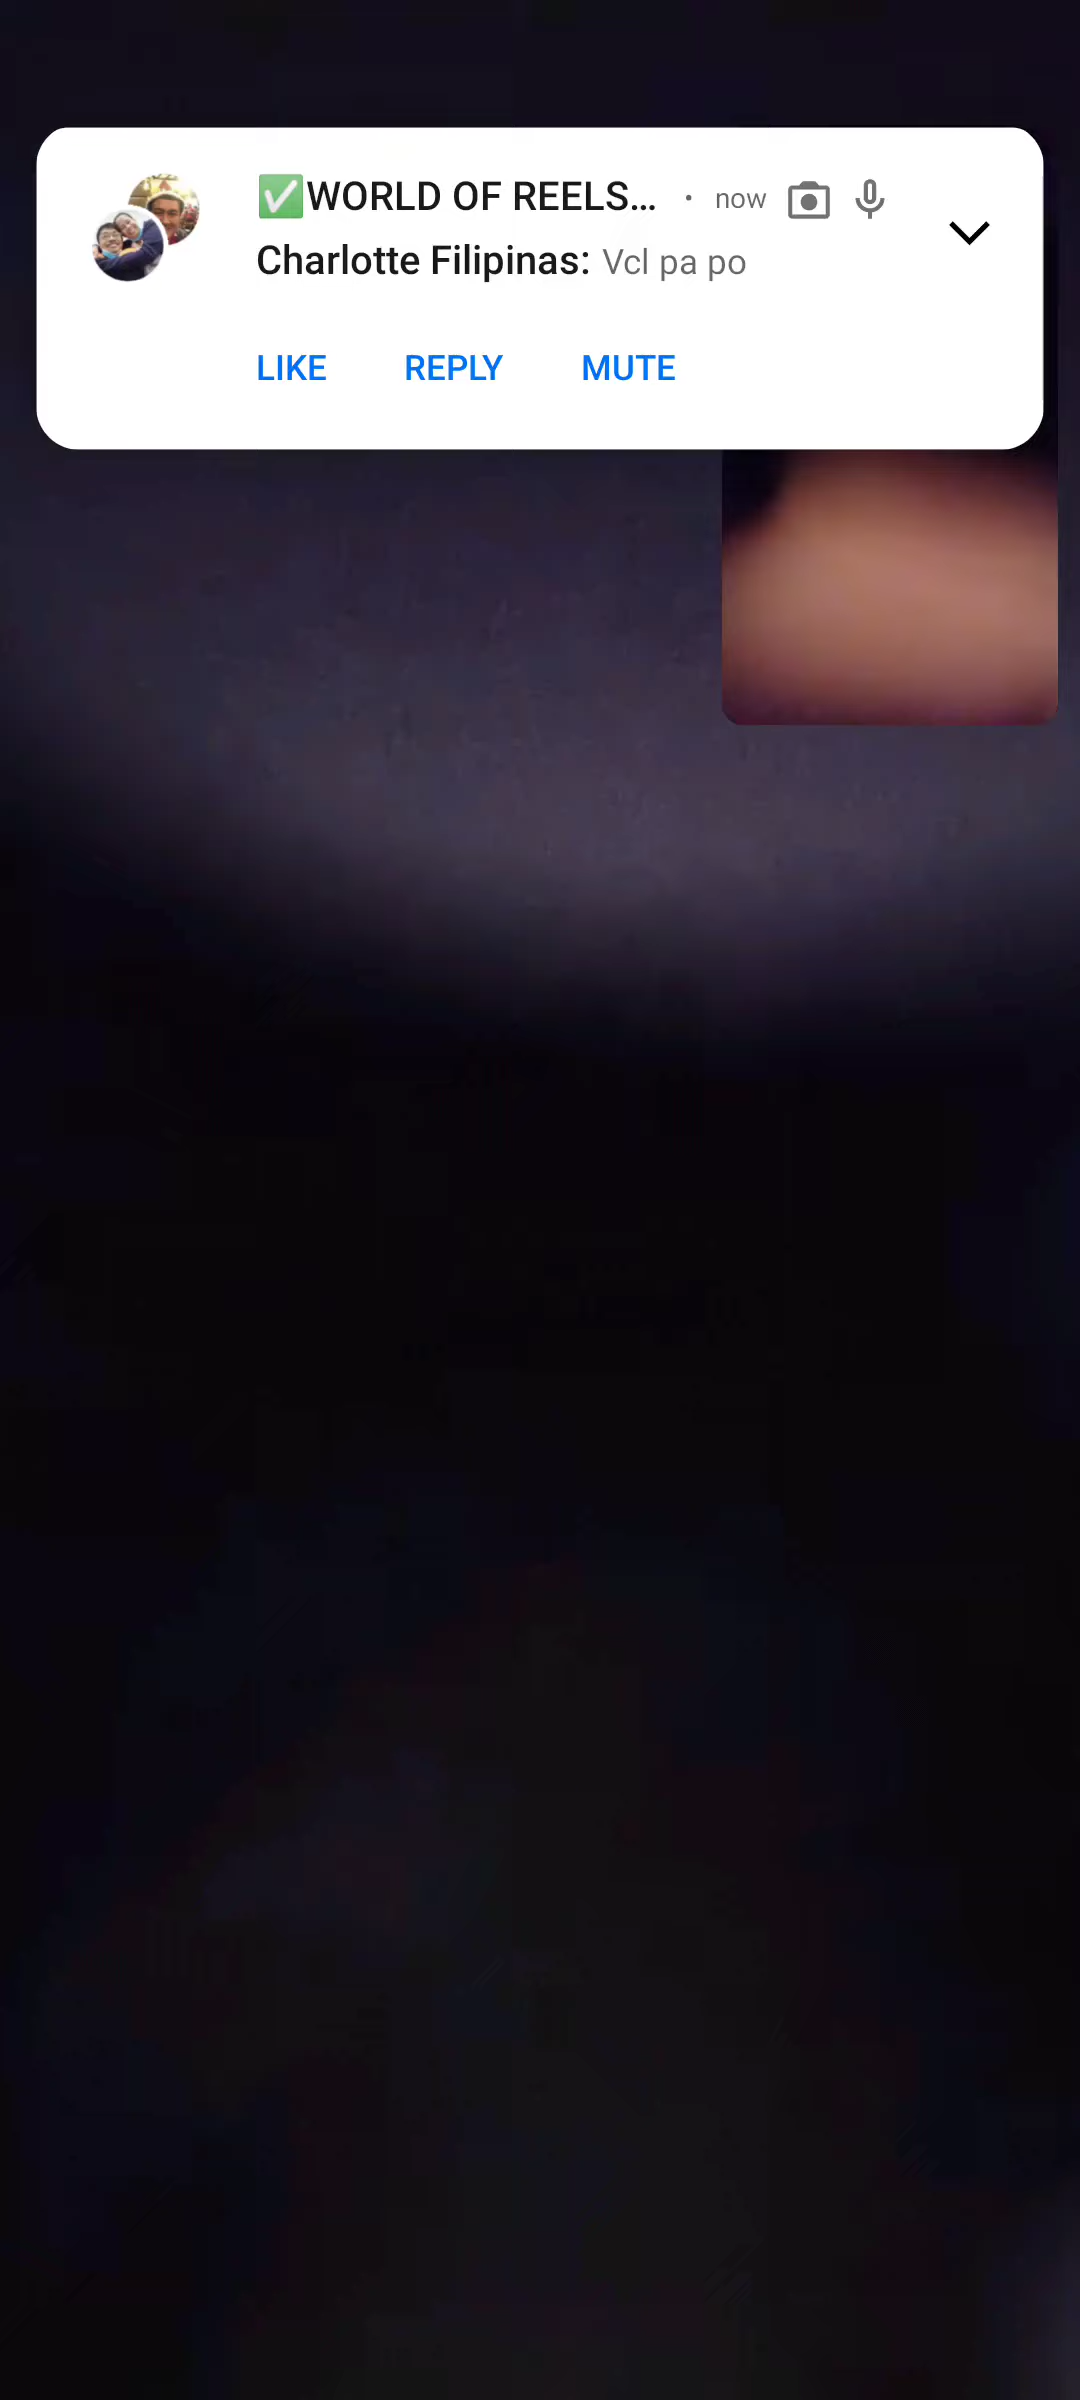 ✅WORLD OF REELS... • now
Charlotte Filipinas: Vcl pa po
LIKE REPLY MUTE